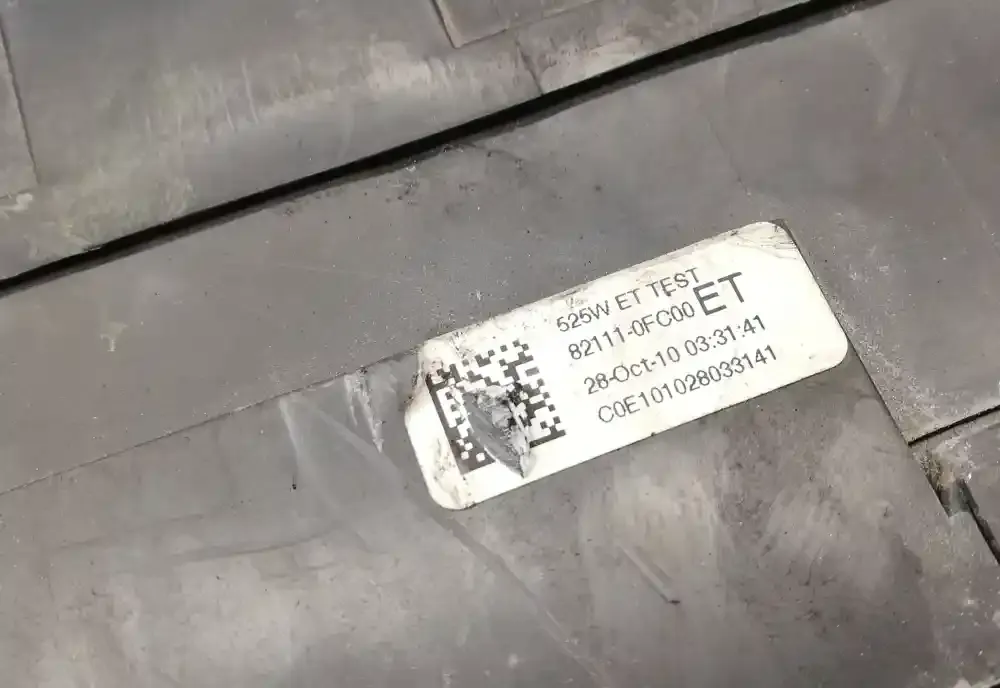 525W ET TEST
82111-0FC00 ET
28-Oct-10 03:31:41
C0E101028033141